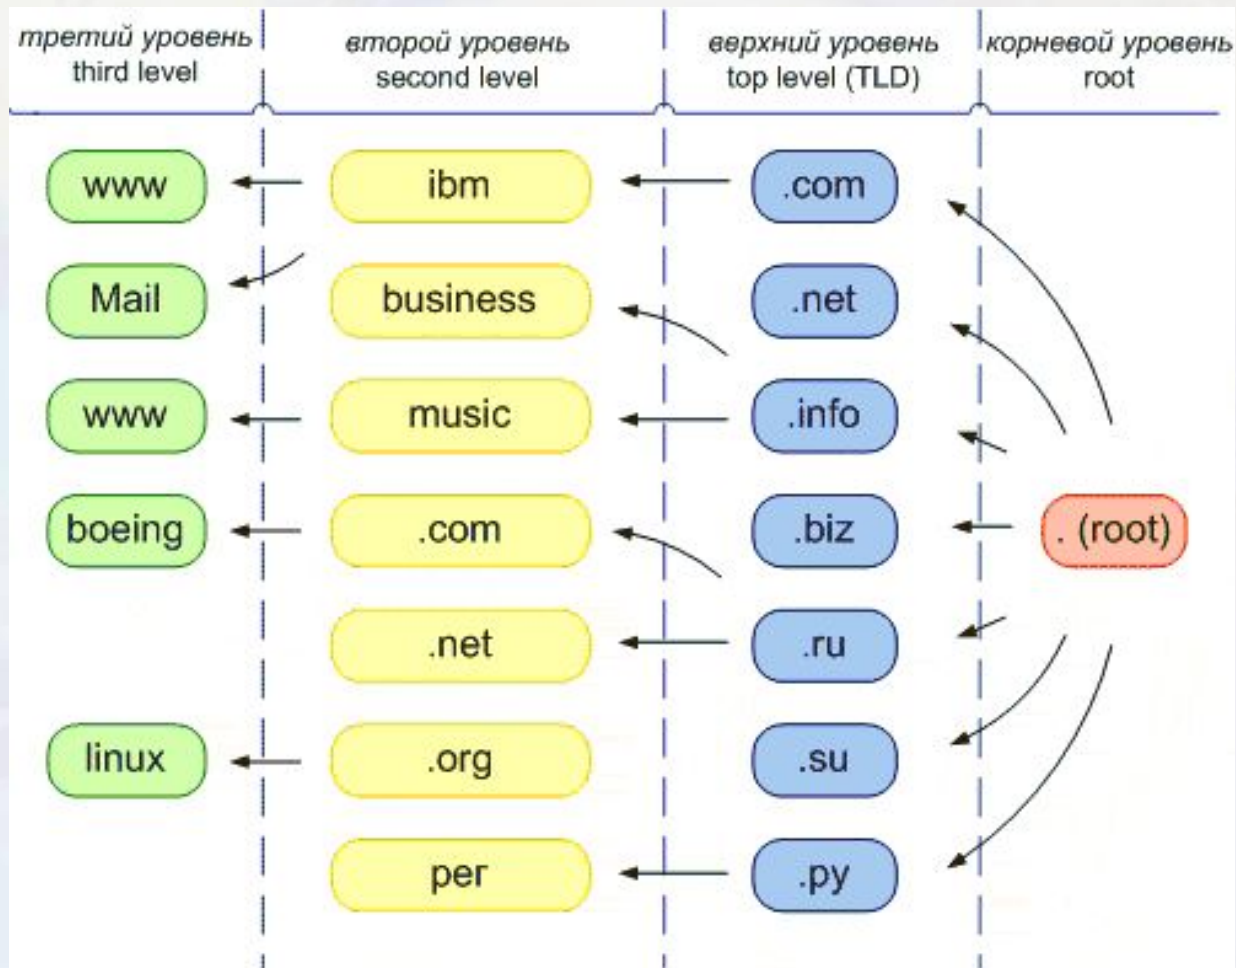 третий уровень
third level
второй уровень
second level
верхний уровень
top level (TLD)
корневой уровень
root
www
ibm
.com
Mail
business
.net
www
music
.info
boeing
.com
.biz
. (root)
.net
.ru
linux
.org
.su
рег
.ру